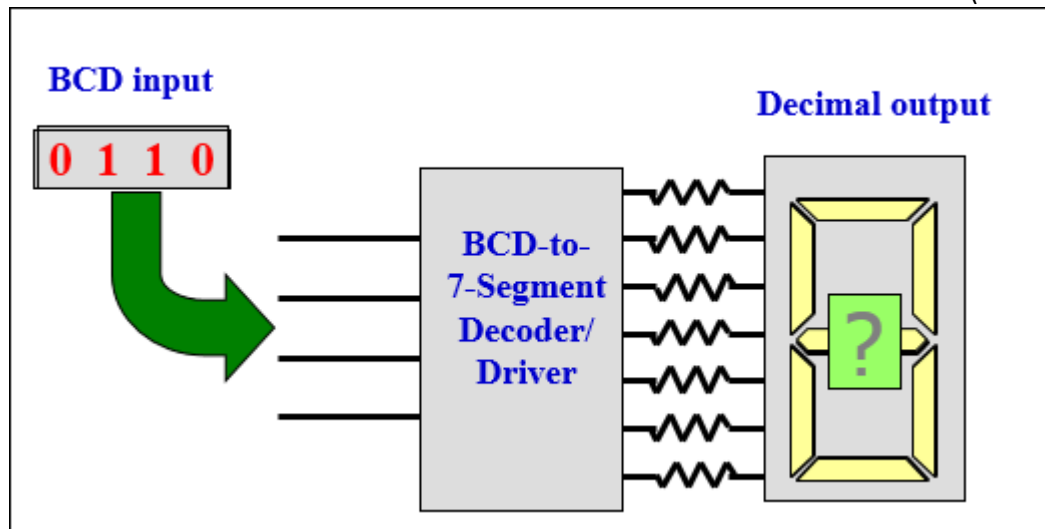 BCD input
0 1 1 0
Decimal output
BCD-to-
7-Segment
Decoder/
Driver
?